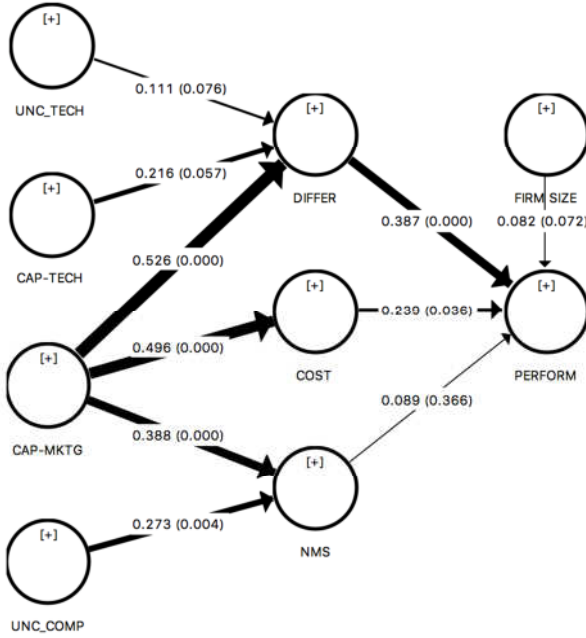 [+]
UNC_TECH
[+]
CAP-TECH
[+]
CAP-MKTG
[+]
UNC_COMP
0.111 (0.076)
0.216 (0.057)
0.526 (0.000)
0.496 (0.000)
0.388 (0.000)
0.273 (0.004)
[+]
DIFFER
[+]
COST
[+]
NMS
0.387 (0.000)
0.239 (0.036)
0.089 (0.366)
[+]
FIRM SIZE
0.082 (0.072)
[+]
PERFORM